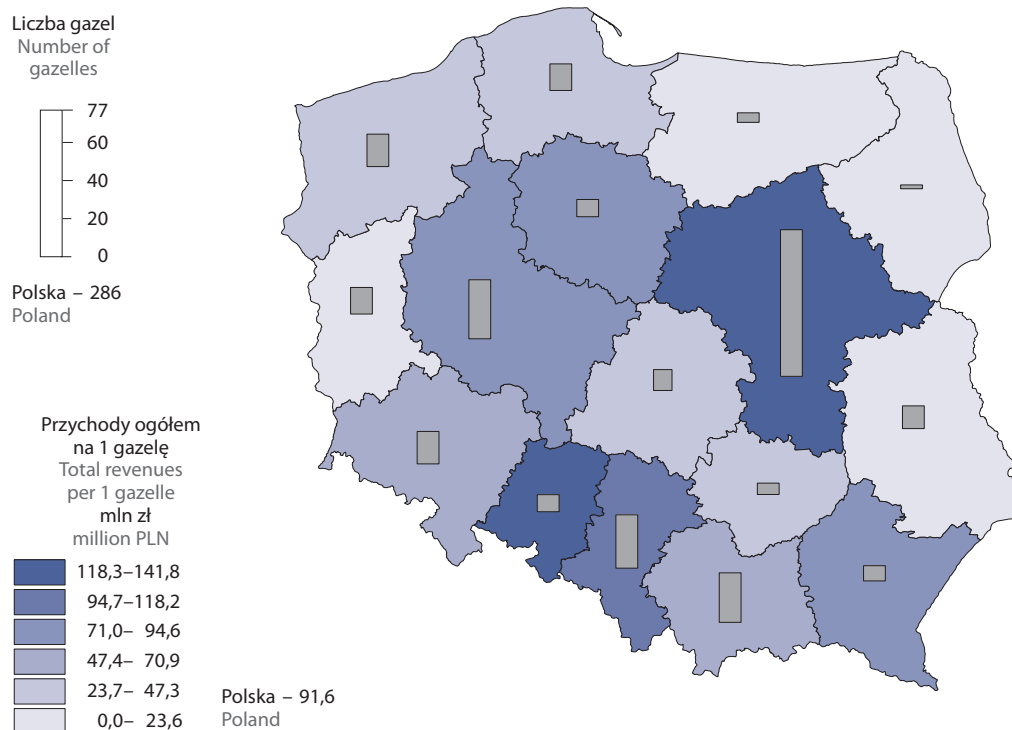 Liczba gazel
Number of
gazelles
77
60
40
20
0
Polska – 286
Poland
Przychody ogółem
na 1 gazelę
Total revenues
per 1 gazelle
mln zł
million PLN
118,3–141,8
94,7–118,2
71,0– 94,6
47,4– 70,9
23,7– 47,3
0,0– 23,6
Polska – 91,6
Poland